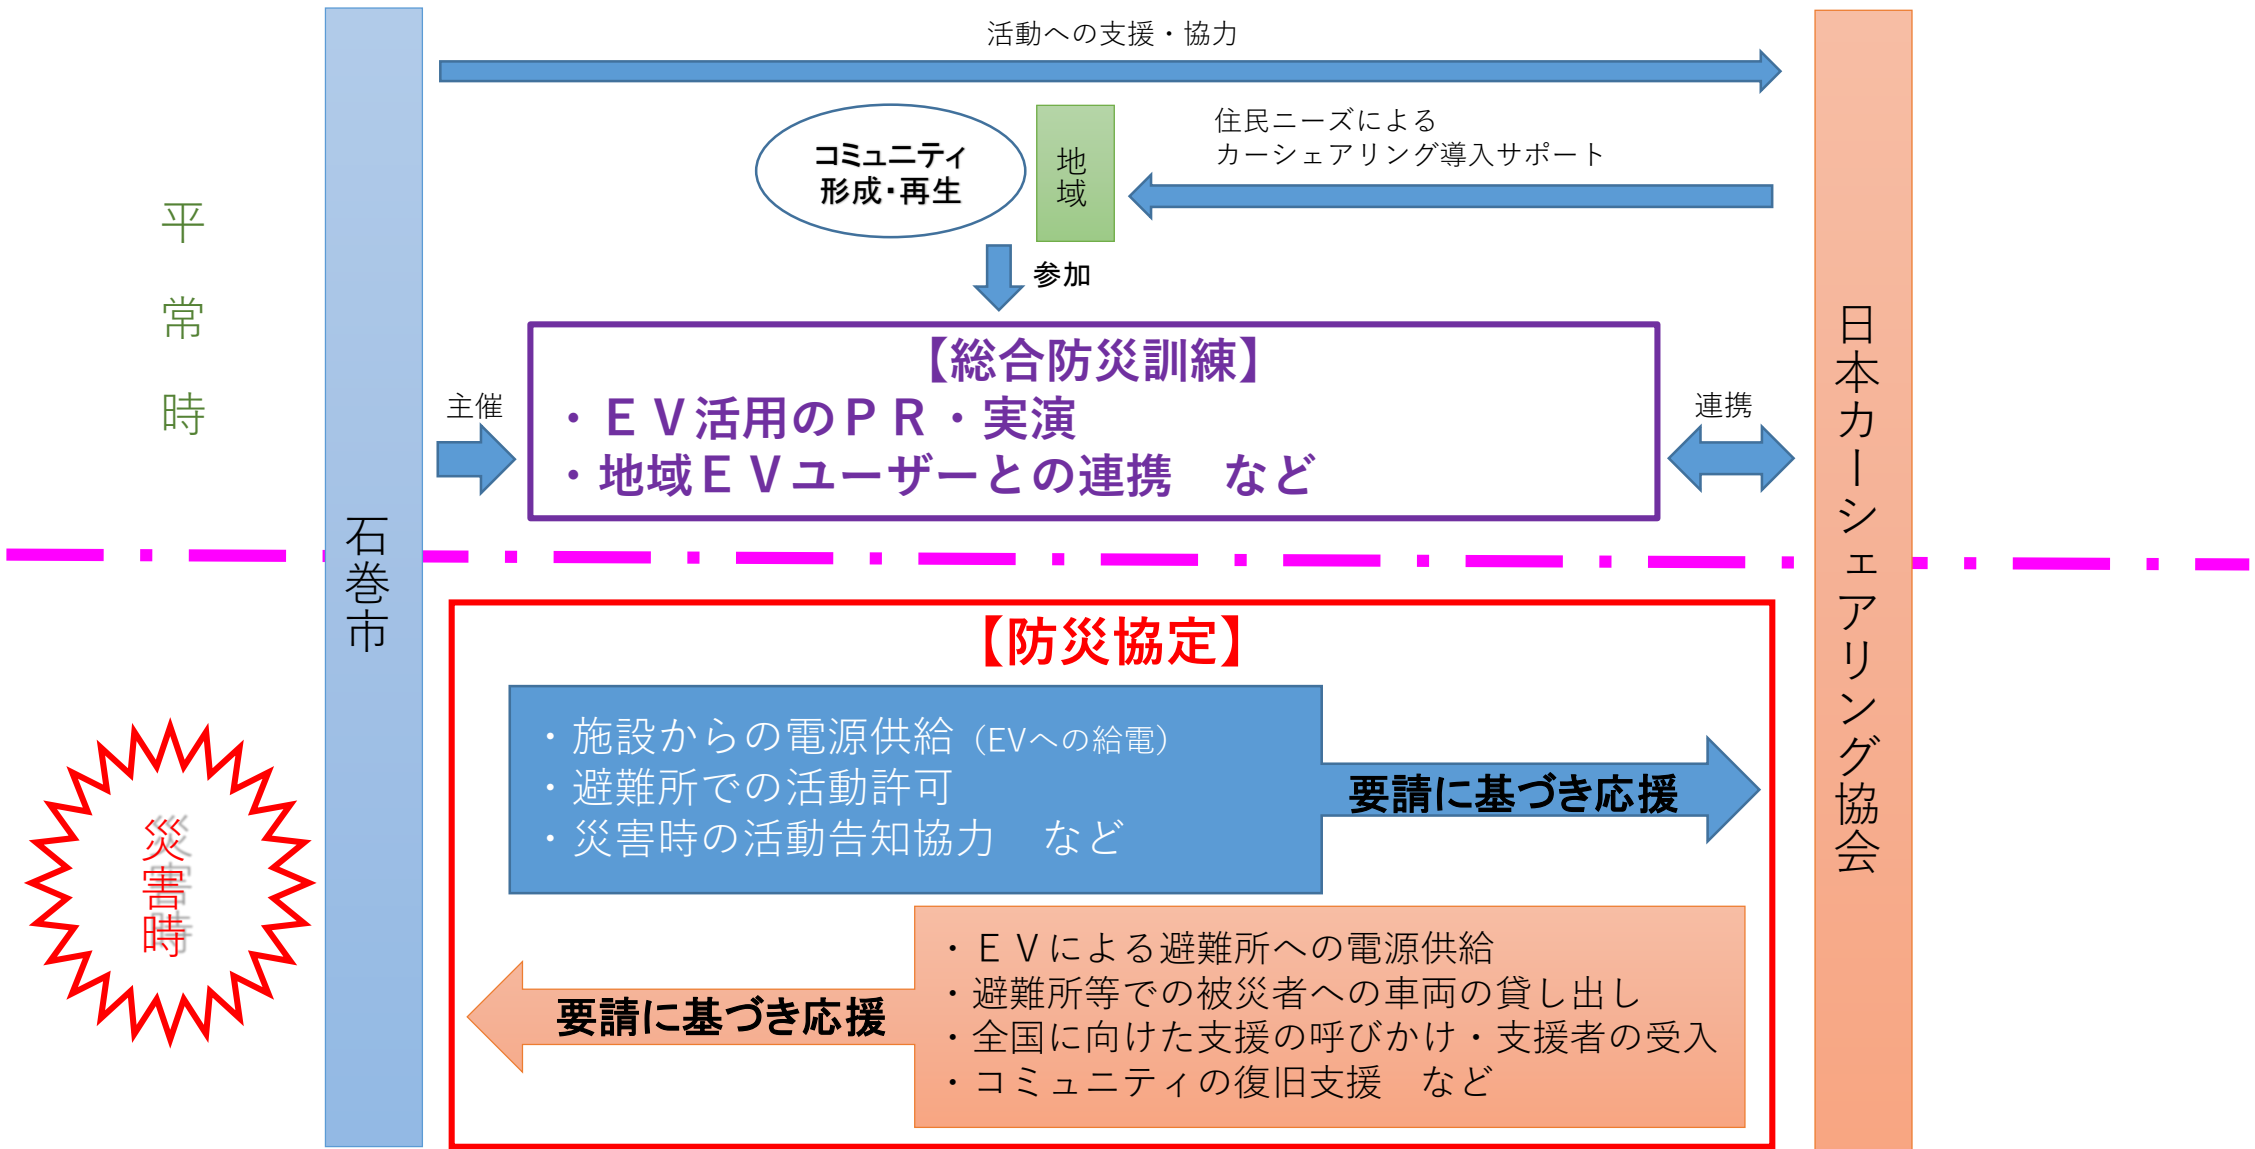 活動への支援・協力
住民ニーズによる
カーシェアリング導入サポート
コミュニティ
形成・再生
地域
参加
平常時
【総合防災訓練】
・ＥＶ活用のＰＲ・実演
・地域ＥＶユーザーとの連携　など
主催
連携
石巻市
日本カーシェアリング協会
【防災協定】
・施設からの電源供給（EVへの給電）
・避難所での活動許可
・災害時の活動告知協力　など
要請に基づき応援
災害時
・ＥＶによる避難所への電源供給
・避難所等での被災者への車両の貸し出し
・全国に向けた支援の呼びかけ・支援者の受入
・コミュニティの復旧支援　など
要請に基づき応援